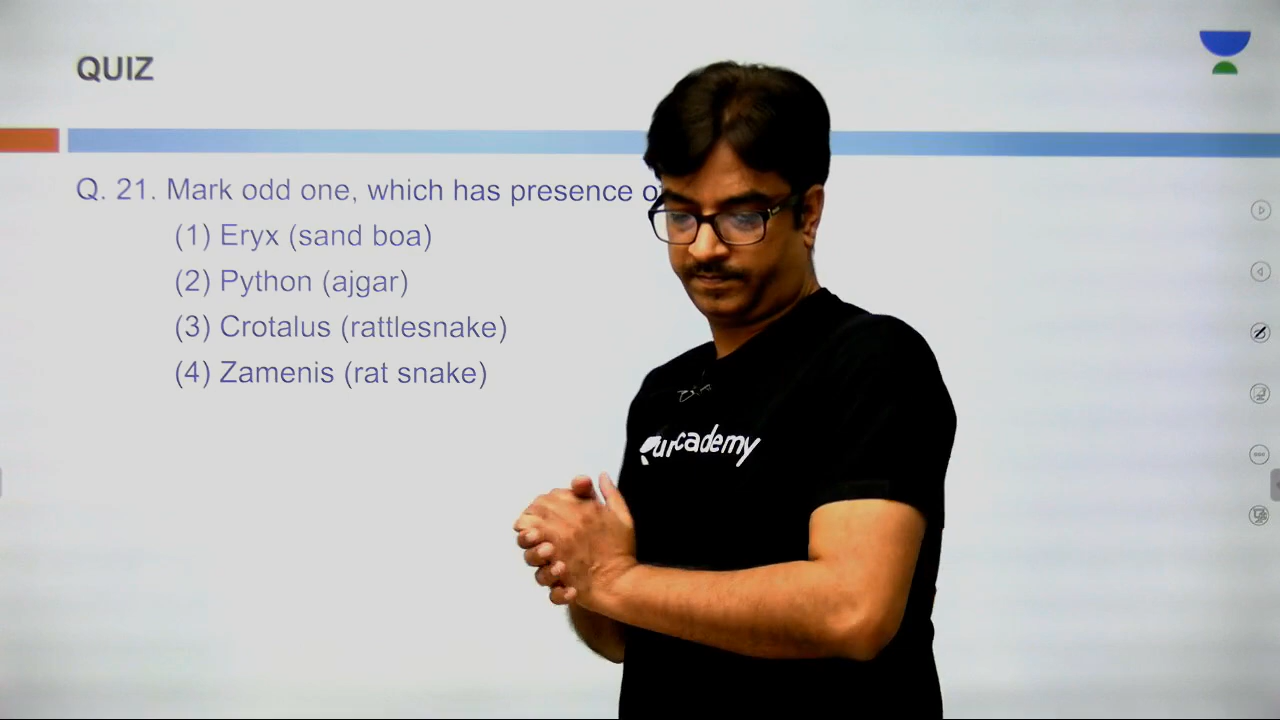 QUIZ
Q. 21. Mark odd one, which has presence
(1) Eryx (sand boa)
(2) Python (ajgar)
(3) Crotalus (rattlesnake)
(4) Zamenis (rat snake)